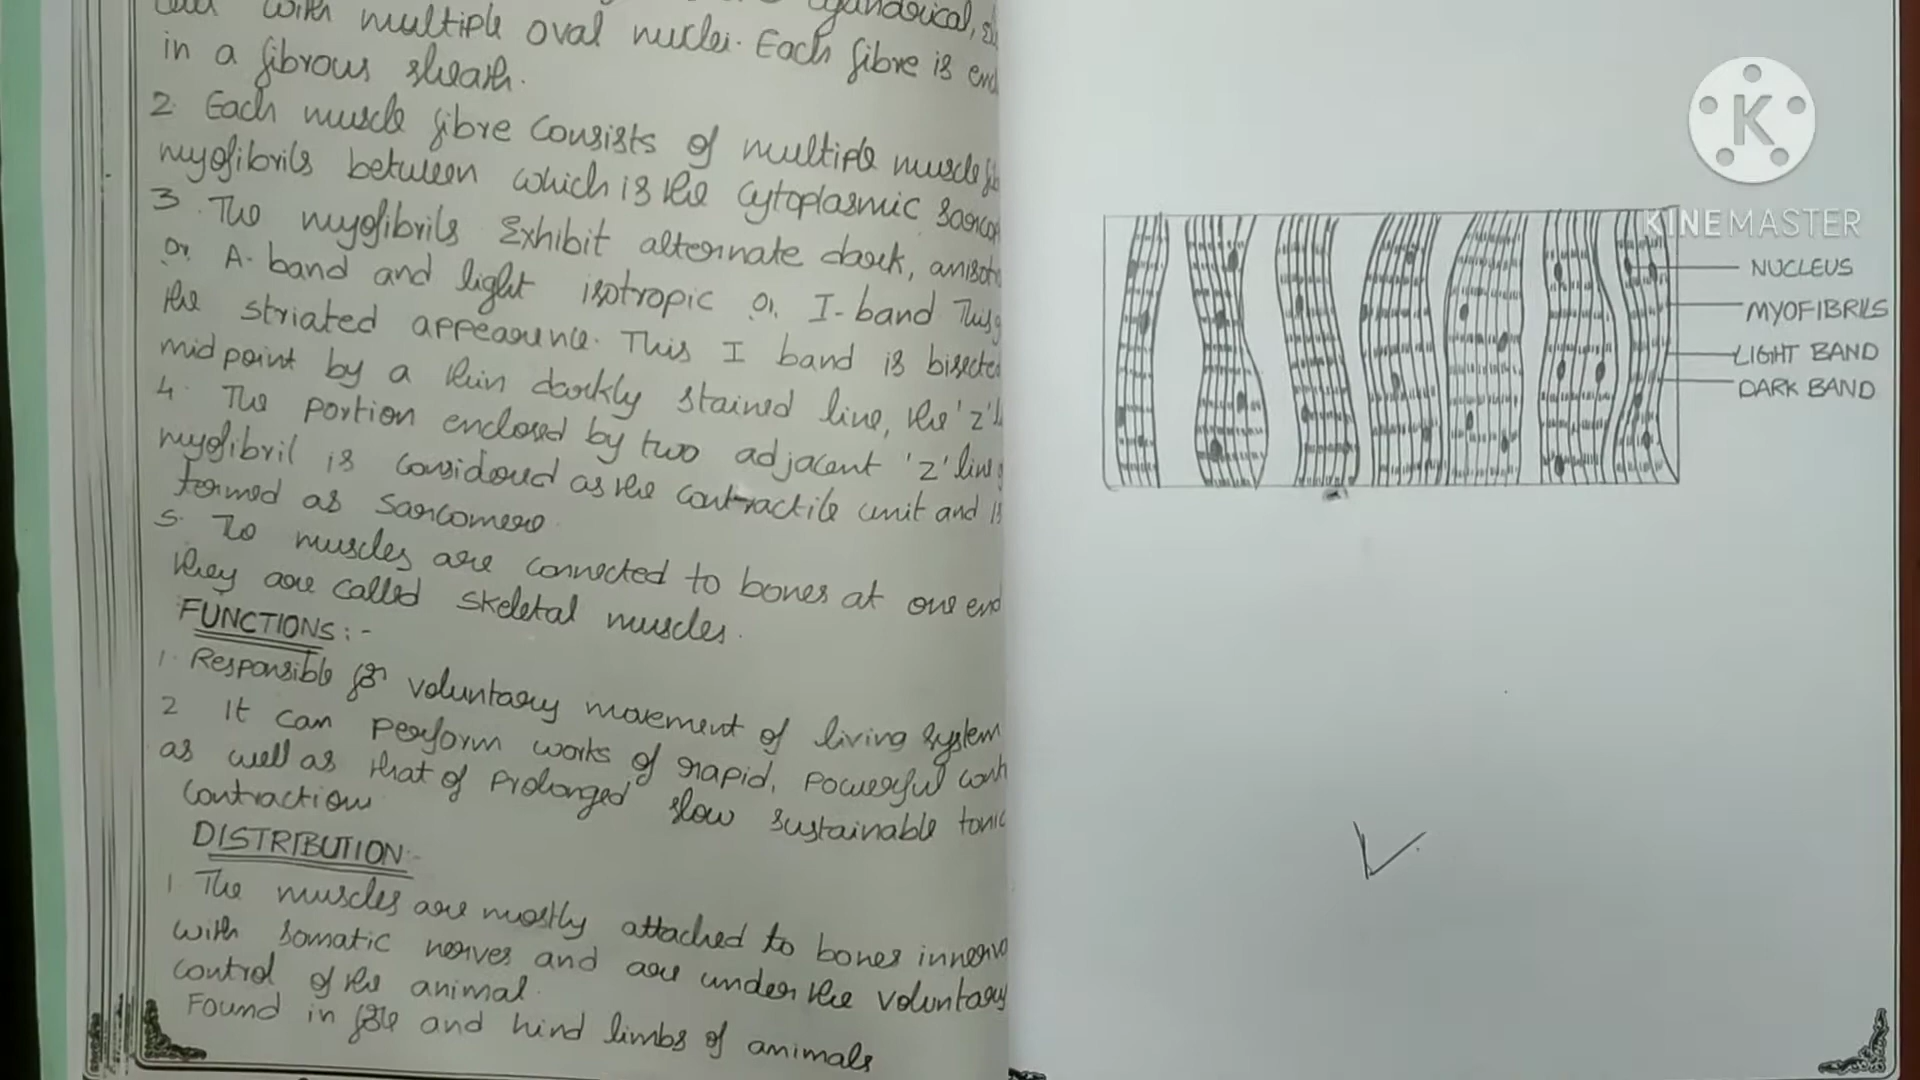 with multiple oval nuclei. Each fibre is
in a fibrous sheath.
2. Each muscle fibre consists of multiple muscle
myofibrils between which is the cytoplasmic
3. The myofibrils Exhibit alternate dark,
or A-band and light isotropic or I-band This
the striated appearance. This I band is
midpoint by a thin darkly stained line, the 'z'
4. The portion enclosed by two adjacent 'z' line
myofibril is considered as the contractile unit and is
termed as sarcomere
5. To muscles are connected to bones at one end
they are called skeletal muscles.
FUNCTIONS:-
1. Responsible for voluntary movement of living system
2 It can perform works of rapid, powerful
as well as that of prolonged slow sustainable tonic
contraction
DISTRIBUTION:-
1. The muscles are mostly attached to bones
with somatic nerves and are under the voluntary
control of the animal.
Found in fore and hind limbs of animals
K
KINEMASTER
NUCLEUS
MYOFIBRILS
LIGHT BAND
DARK BAND